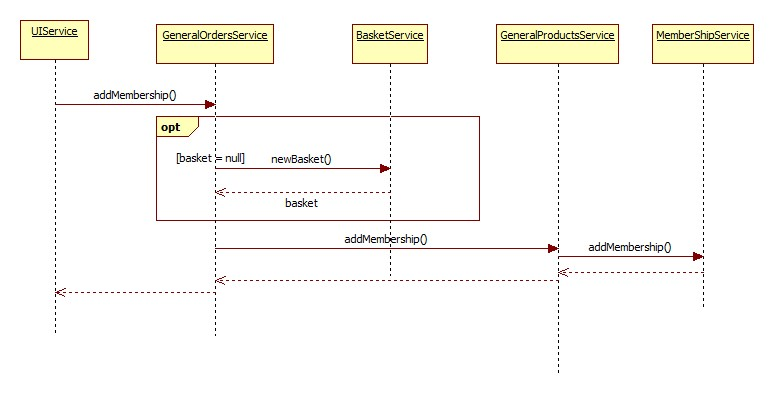 UIService
GeneralOrdersService
BasketService
GeneralProductsService
MemberShipService
addMembership()
opt
[basket = null]
newBasket()
basket
addMembership()
addMembership()